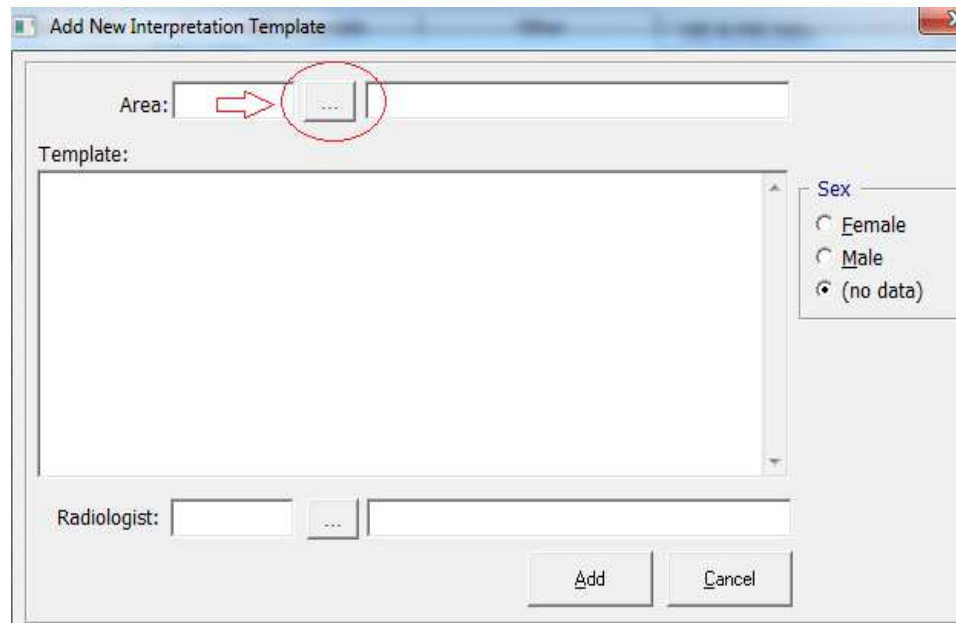 Add New Interpretation Template
Area: ...
Template:
Sex
Female
Male
(no data)
Radiologist: ...
Add Cancel